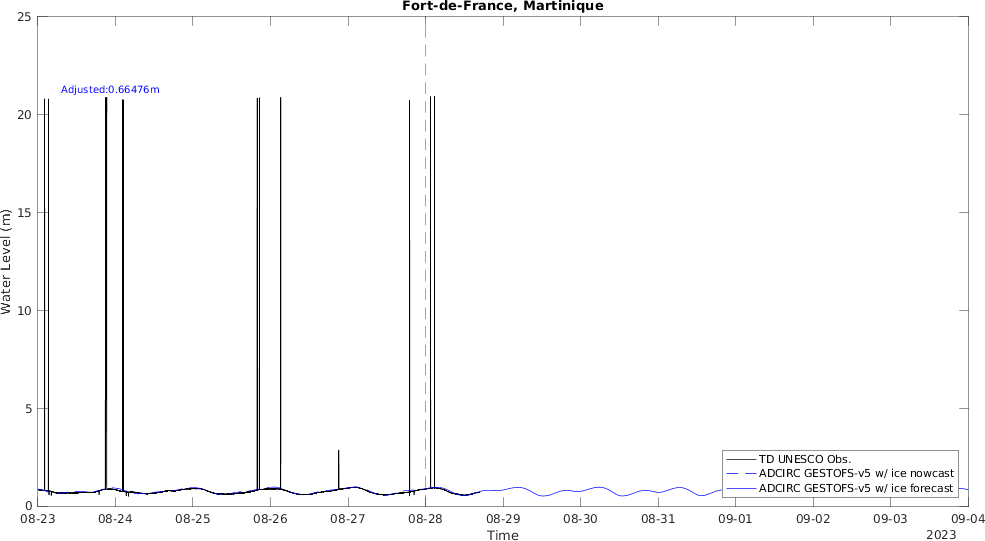 Fort-de-France, Martinique
25
Adjusted:0.66476m
20
15
10
5
0
Water Level (m)
TD UNESCO Obs.
ADCIRC GESTOFS-v5 w/ ice nowcast
ADCIRC GESTOFS-v5 w/ ice forecast
08-23 08-24 08-25 08-26 08-27 08-28 08-29 08-30 08-31 09-01 09-02 09-03 09-04
Time
2023